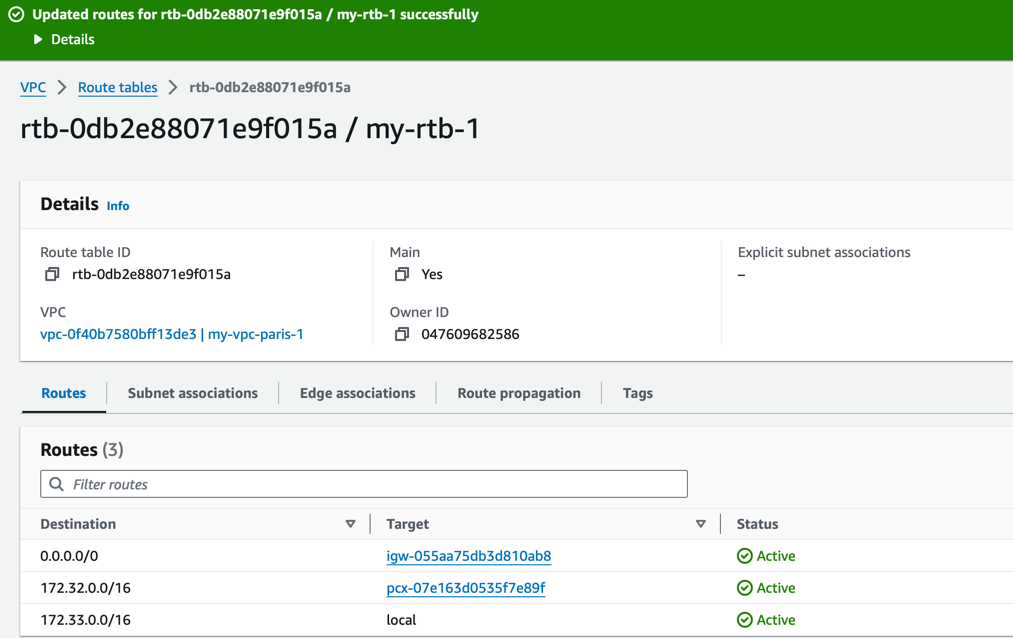 Updated routes for rtb-0db2e88071e9f015a / my-rtb-1 successfully
Details
VPC > Route tables > rtb-0db2e88071e9f015a
rtb-0db2e88071e9f015a / my-rtb-1
Details Info
Route table ID Main Explicit subnet associations
rtb-0db2e88071e9f015a Yes –
VPC Owner ID
vpc-0f40b7580bff13de3 | my-vpc-paris-1 047609682586
Routes Subnet associations Edge associations Route propagation Tags
Routes (3)
Filter routes
Destination Target Status
0.0.0.0/0 igw-055aa75db3d810ab8 Active
172.32.0.0/16 pcx-07e163d0535f7e89f Active
172.33.0.0/16 local Active